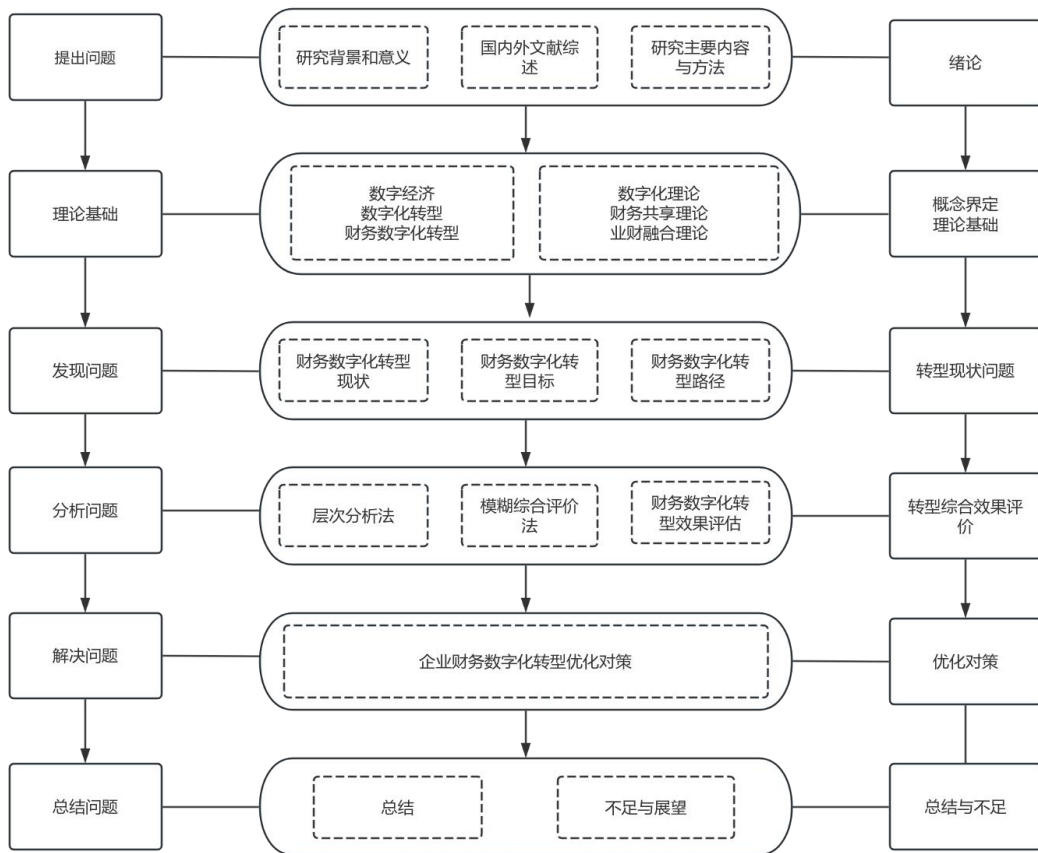 提出问题
研究背景和意义
国内外文献综
述
研究主要内容
与方法
绪论
理论基础
数字经济
数字化转型
财务数字化转型
数字化理论
财务共享理论
业财融合理论
概念界定
理论基础
发现问题
财务数字化转型
现状
财务数字化转
型目标
财务数字化转
型路径
转型现状问题
分析问题
层次分析法
模糊综合评价
法
财务数字化转
型效果评估
转型综合效果评
价
解决问题
企业财务数字化转型优化对策
优化对策
总结问题
总结
不足与展望
总结与不足